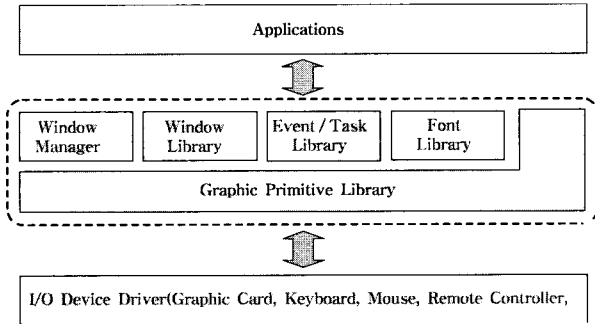 Applications
Window
Manager
Window
Library
Event / Task
Library
Font
Library
Graphic Primitive Library
I/O Device Driver(Graphic Card, Keyboard, Mouse, Remote Controller,